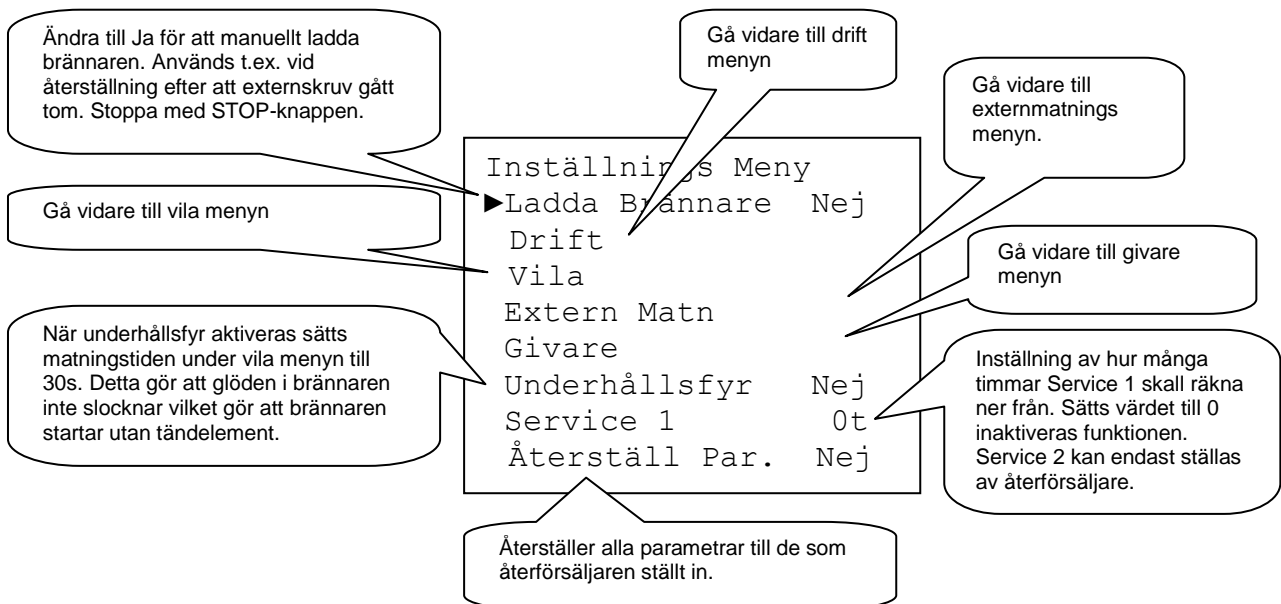 Ändra till Ja för att manuellt ladda
brännaren. Används t.ex. vid
återställning efter att externskruv gått
tom. Stoppa med STOP-knappen.
Gå vidare till drift
menyn
Gå vidare till
externmatnings
menyn.
Gå vidare till vila menyn
Gå vidare till givare
menyn
När underhållsfyr aktiveras sätts
matningstiden under vila menyn till
30s. Detta gör att glöden i brännaren
inte slocknar vilket gör att brännaren
startar utan tändelement.
Inställnings Meny
►Ladda Brännare Nej
Drift
Vila
Extern Matn
Givare
Underhållsfyr Nej
Service 1 0t
Återställ Par. Nej
Inställning av hur många
timmar Service 1 skall räkna
ner från. Sätts värdet till 0
inaktiveras funktionen.
Service 2 kan endast ställas
av återförsäljare.
Återställer alla parametrar till de som
återförsäljaren ställt in.